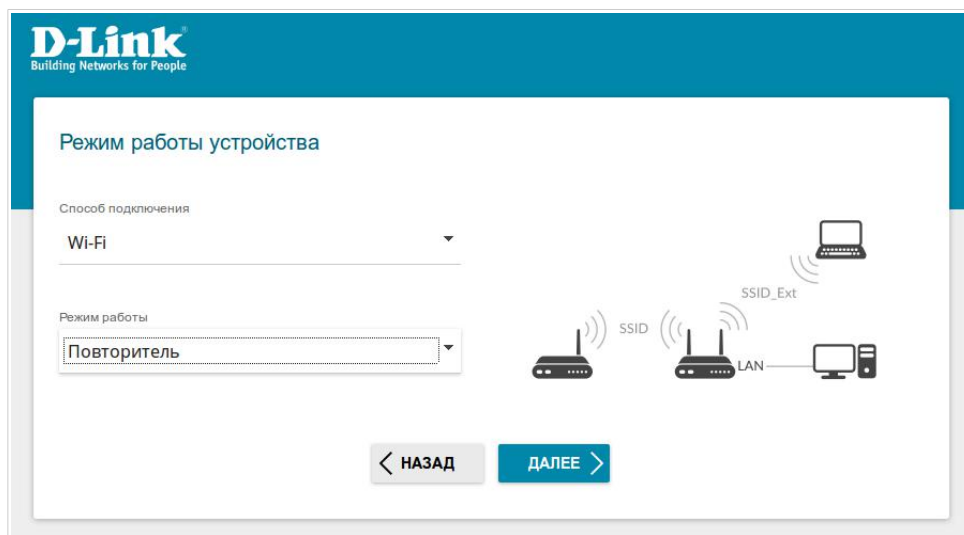 D-Link
Building Networks for People
Режим работы устройства
Способ подключения
Wi-Fi
Режим работы
Повторитель
SSID
SSID_Ext
LAN
НАЗАД
ДАЛЕЕ